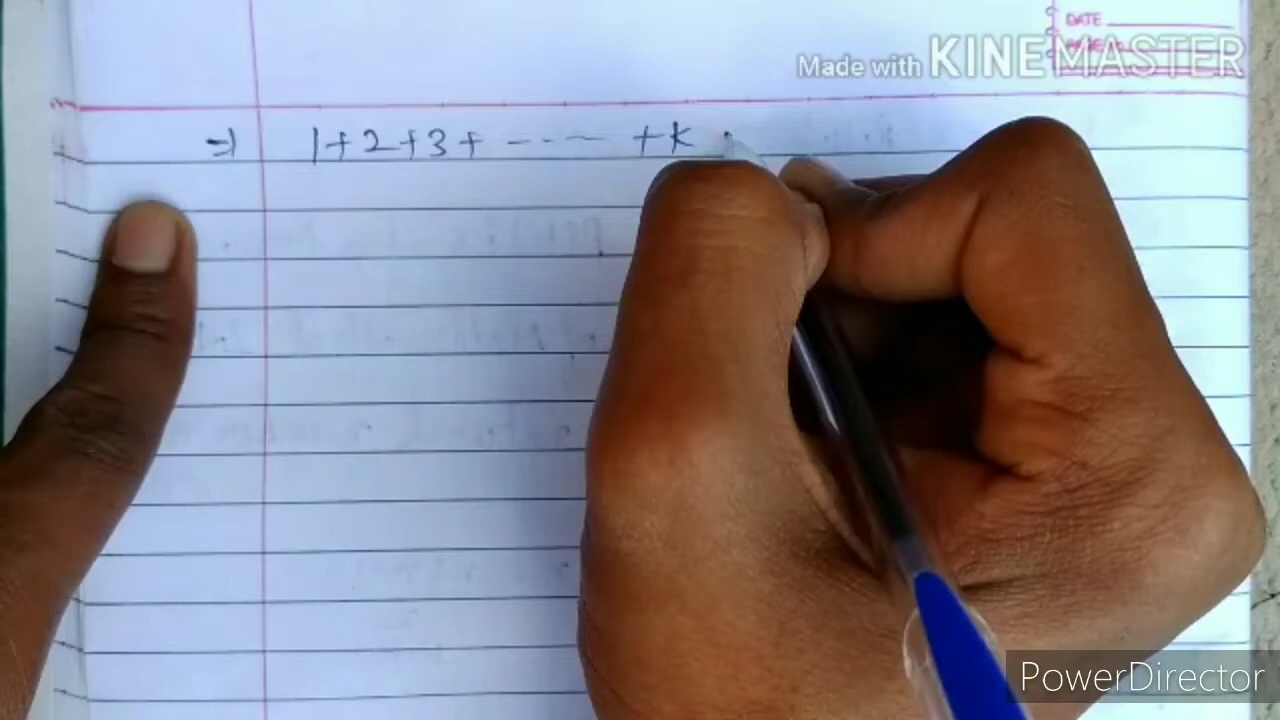 DATE
Made with KINEMASTER
⇒ 1+2+3+ ---- +k
PowerDirector